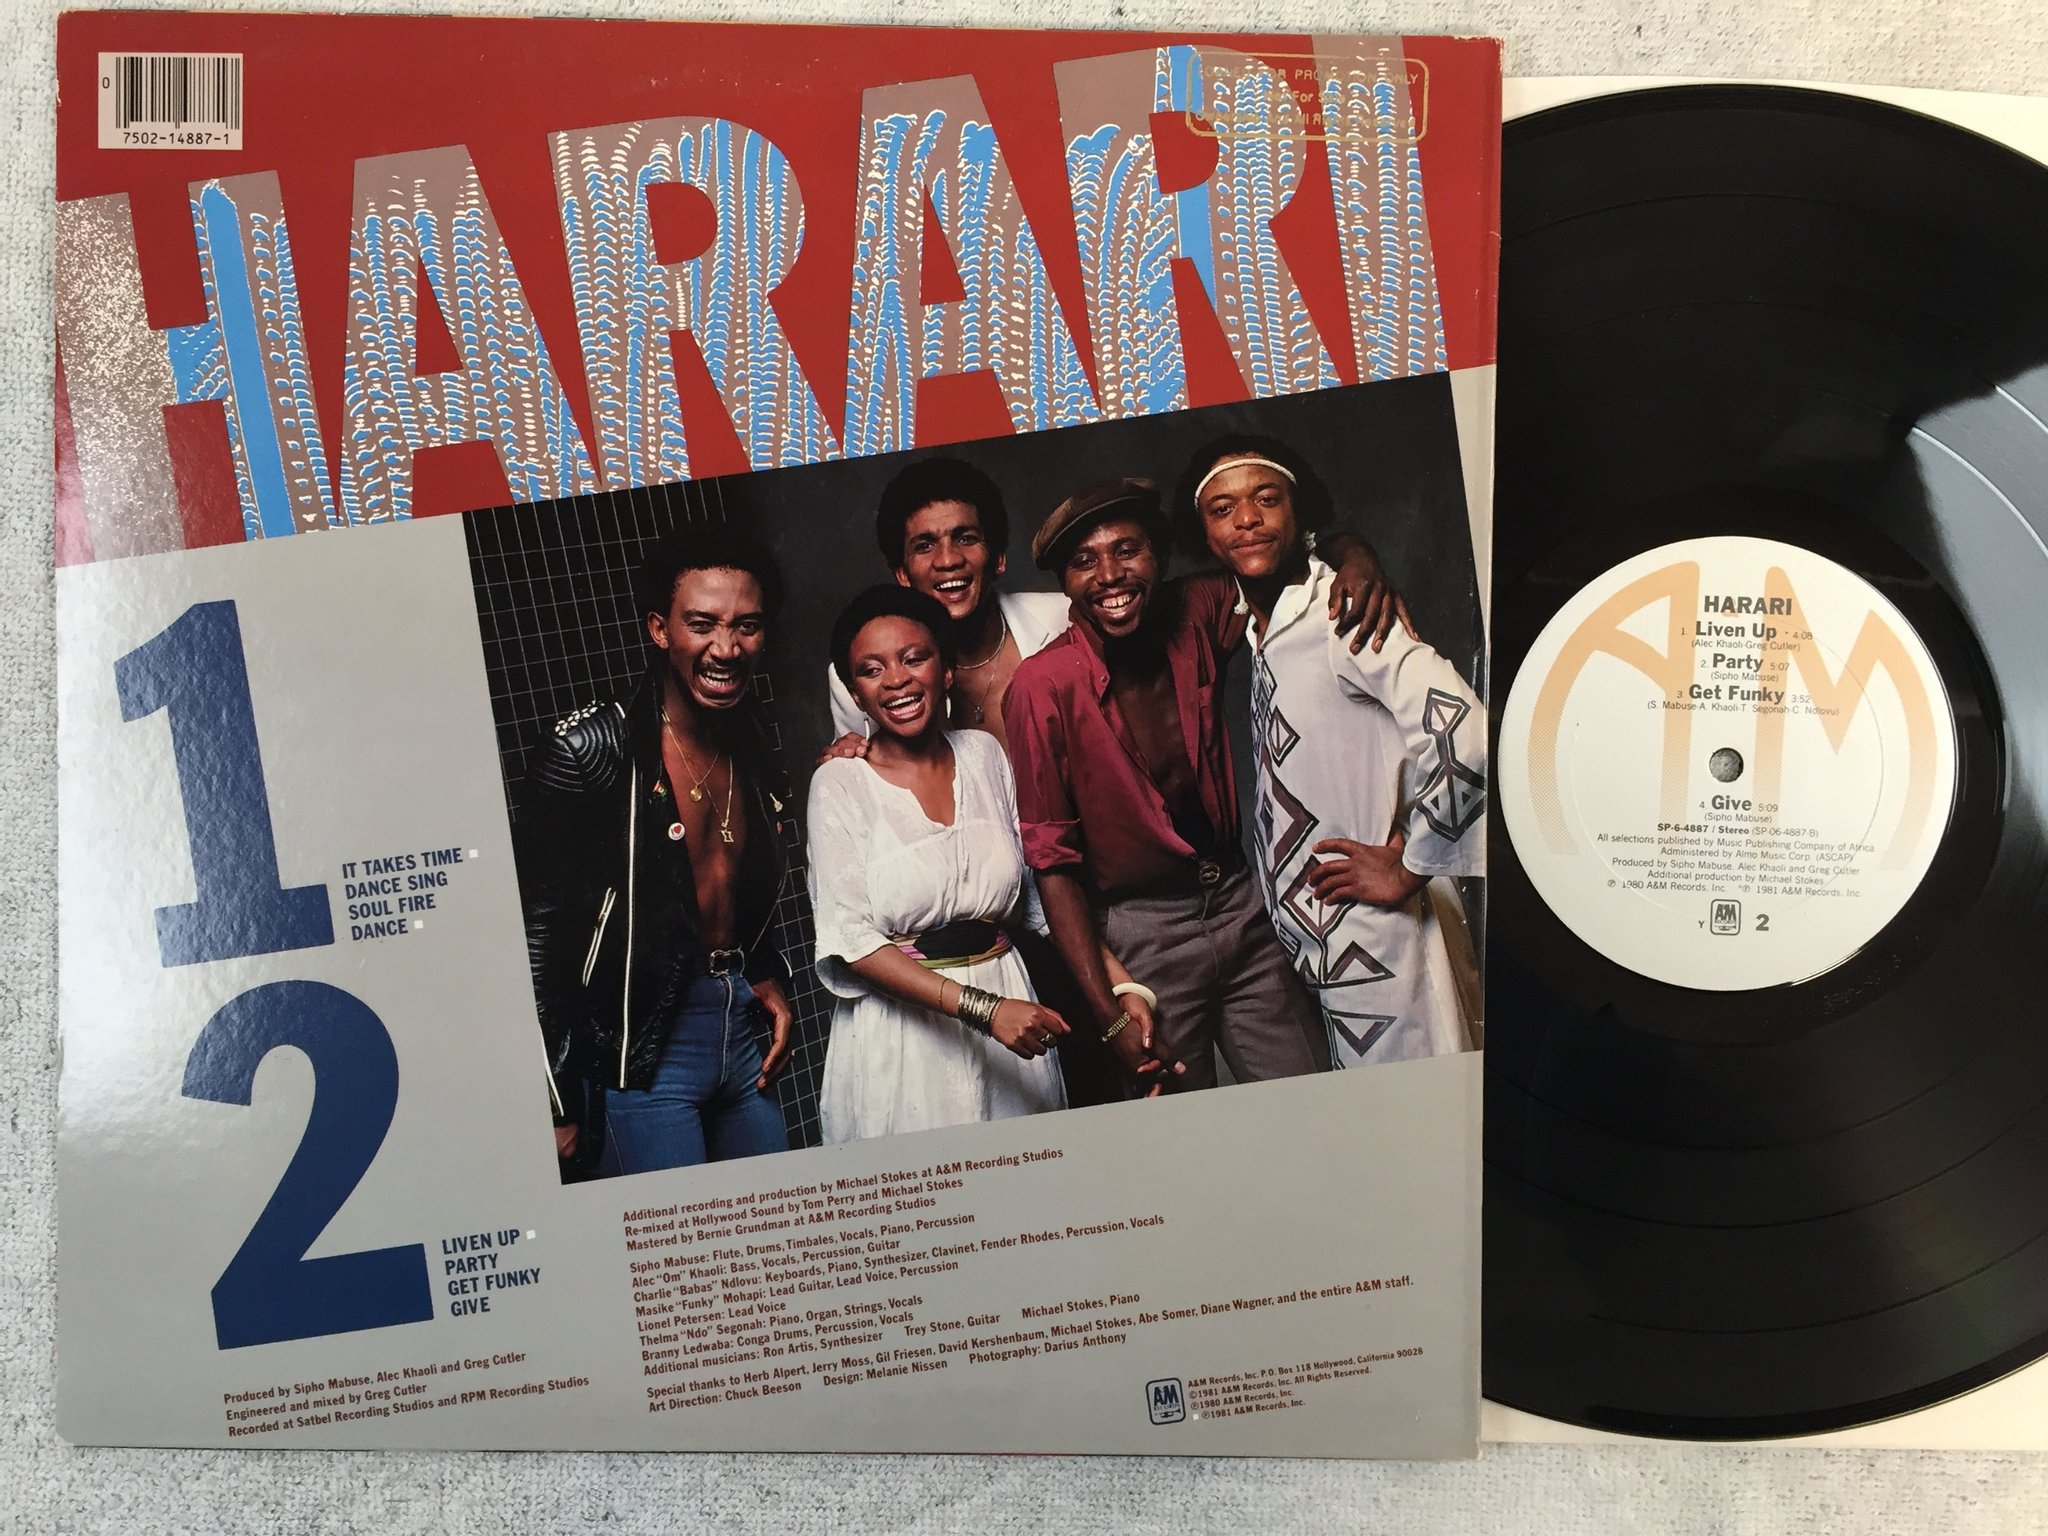 0
7502-14887-1
HARARI
PROMOTION ONLY
Not For Sale
1
IT TAKES TIME
DANCE SING
SOUL FIRE
DANCE
2
LIVEN UP
PARTY
GET FUNKY
GIVE
Produced by Sipho Mabuse, Alec Khaoli and Greg Cutler
Engineered and mixed by Greg Cutler
Recorded at Satbel Recording Studios and RPM Recording Studios
Additional recording and production by Michael Stokes at A&M Recording Studios
Re-mixed at Hollywood Sound by Tom Perry and Michael Stokes
Mastered by Bernie Grundman at A&M Recording Studios
Sipho Mabuse: Flute, Drums, Timbales, Vocals, Piano, Percussion
Alec "Om" Khaoli: Bass, Vocals, Percussion, Guitar
Charlie "Babas" Ndlovu: Keyboards, Piano, Synthesizer, Clavinet, Fender Rhodes, Percussion, Vocals
Masike "Funky" Mohapi: Lead Guitar, Lead Voice, Percussion
Lionel Petersen: Lead Voice
Thelma "Ndo" Segonah: Piano, Organ, Strings, Vocals
Branny Ledwaba: Conga Drums, Percussion, Vocals
Additional musicians: Ron Artis, Synthesizer Trey Stone, Guitar Michael Stokes, Piano
Special thanks to Herb Alpert, Jerry Moss, Gil Friesen, David Kershenbaum, Michael Stokes, Abe Somer, Diane Wagner, and the entire A&M staff.
Art Direction: Chuck Beeson Design: Melanie Nissen Photography: Darius Anthony
A&M RECORDS
A&M Records, Inc. P.O. Box 118 Hollywood, California 90028
©1981 A&M Records, Inc. All Rights Reserved.
℗1980 A&M Records, Inc.
℗1981 A&M Records, Inc.
A&M
HARARI
1. Liven Up * 4:08
(Alec Khaoli-Greg Cutler)
2. Party 5:07
(Sipho Mabuse)
3. Get Funky 3:52
(S. Mabuse-A. Khaoli-T. Segonah-C. Ndlovu)
4. Give 5:09
(Sipho Mabuse)
SP-6-4887 / Stereo (SP-06-4887-B)
All selections published by Music Publishing Company of Africa
Administered by Almo Music Corp. (ASCAP)
Produced by Sipho Mabuse, Alec Khaoli and Greg Cutler
Additional production by Michael Stokes
℗ 1980 A&M Records, Inc. *℗ 1981 A&M Records, Inc
Y A&M 2